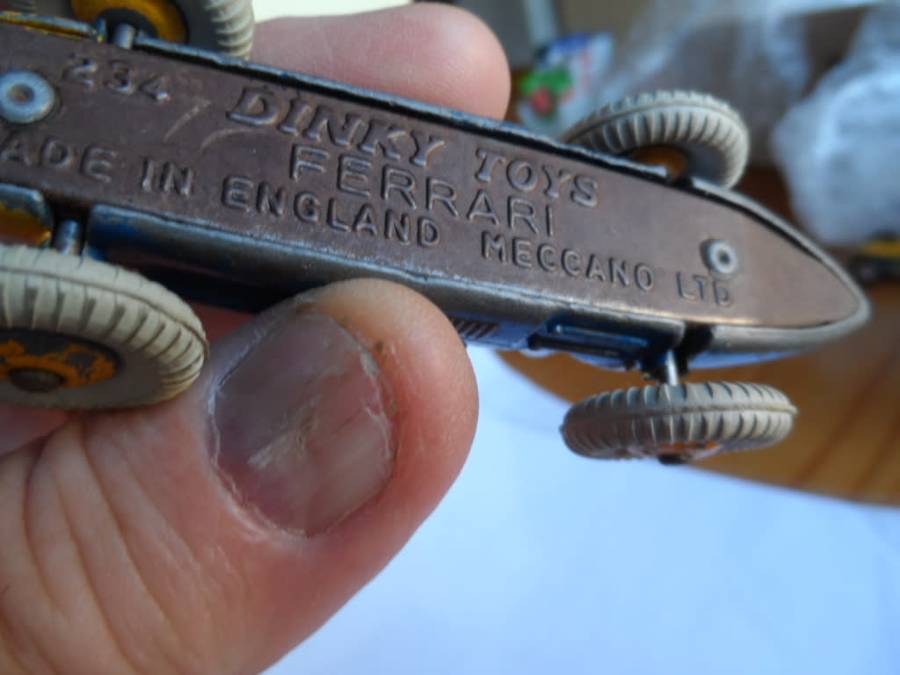 234 DINKY TOYS
FERRARI
ADE IN ENGLAND MECCANO LTD